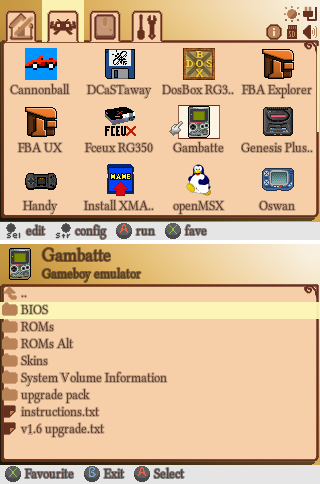 Cannonball DCaSTaway DosBox RG3.. FBA Explorer
FBA UX Fceux RG350 Gambatte Genesis Plus..
Handy Install XMA.. openMSX Oswan
Sel edit Str config A run X fave
Gambatte
Gameboy emulator
..
BIOS
ROMs
ROMs Alt
Skins
System Volume Information
upgrade pack
instructions.txt
v1.6 upgrade.txt
X Favourite B Exit A Select